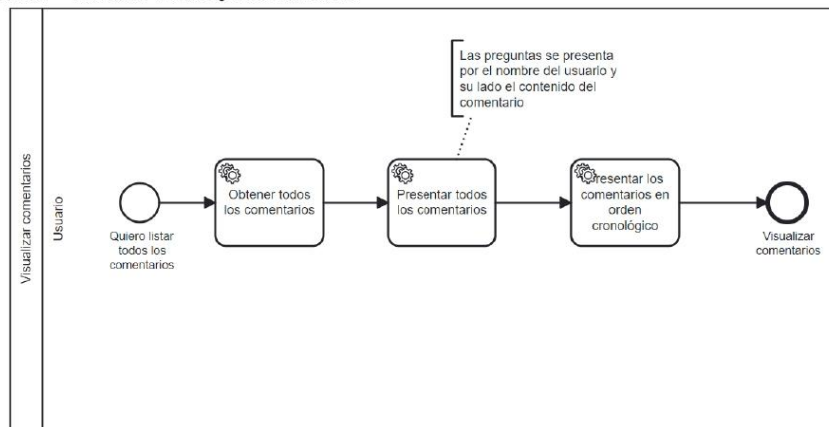 Visualizar comentarios
Usuario
Las preguntas se presenta
por el nombre del usuario y
su lado el contenido del
comentario
Quiero listar
todos los
comentarios
Obtener todos
los comentarios
Presentar todos
los comentarios
resentar los
comentarios en
orden
cronológico
Visualizar
comentarios